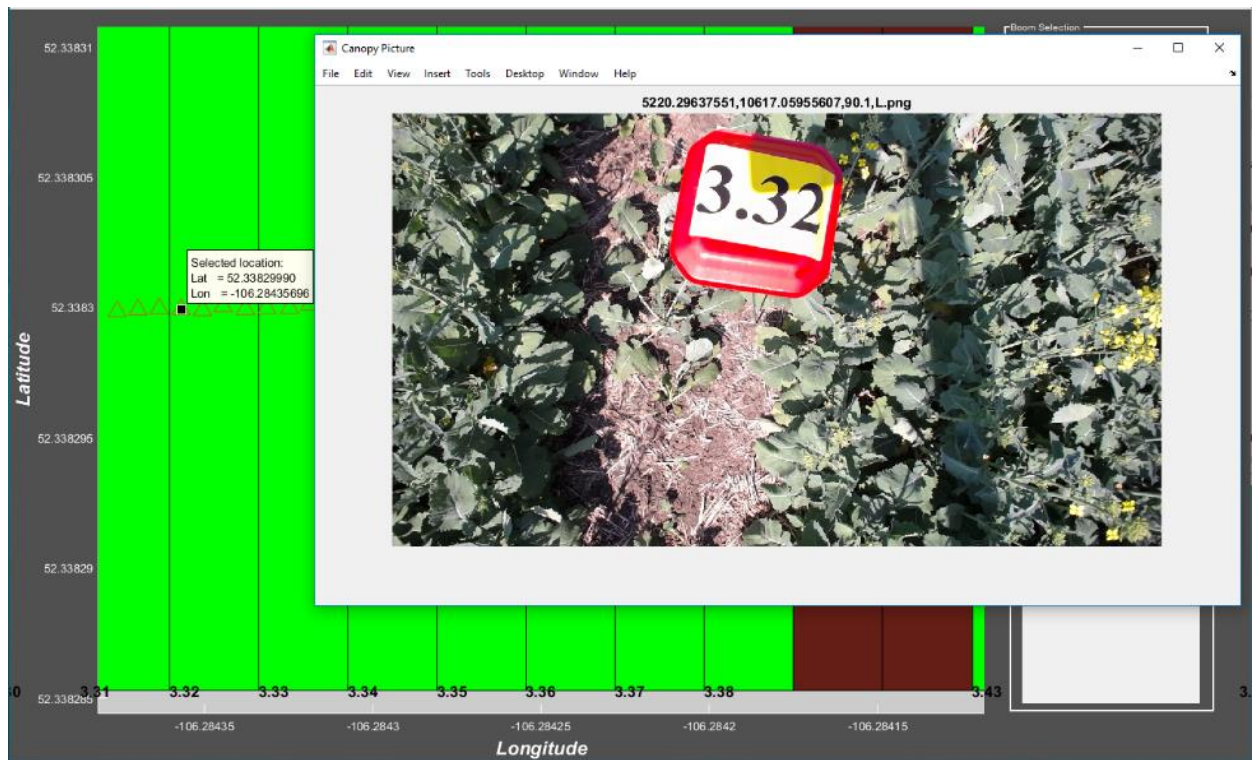 Boom Selection
Canopy Picture
File Edit View Insert Tools Desktop Window Help
5220.29637551,10617.05955607,90.1,L.png
3.32
52.33831
52.338305
52.3383
52.338295
52.33829
52.338285
Latitude
Selected location:
Lat = 52.33829990
Lon = -106.28435696
3.31 3.32 3.33 3.34 3.35 3.36 3.37 3.38 3.43
-106.28435 -106.2843 -106.28425 -106.2842 -106.28415
Longitude